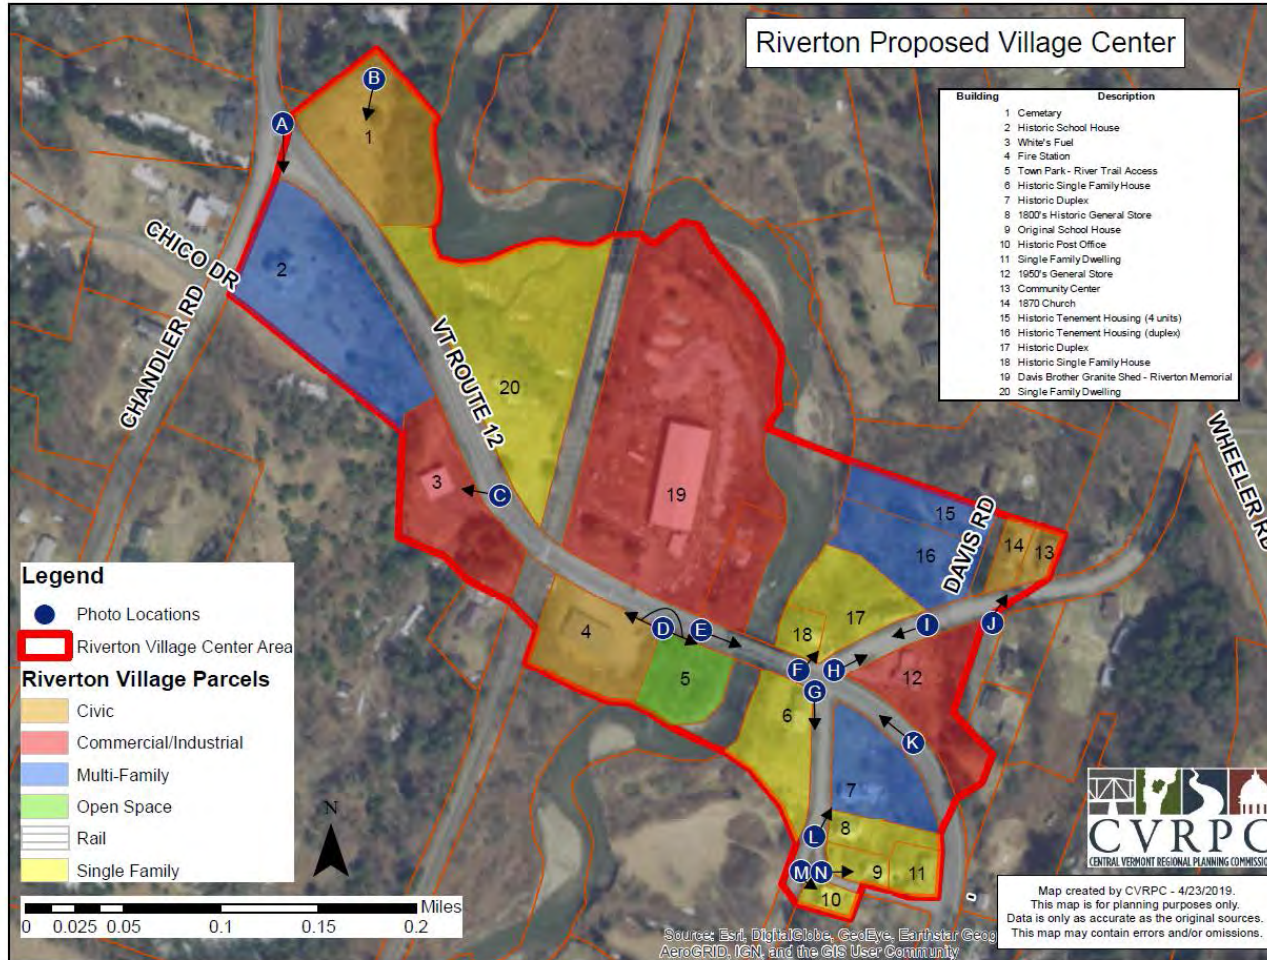 Riverton Proposed Village Center
Building Description
1 Cemetary
2 Historic School House
3 White's Fuel
4 Fire Station
5 Town Park - River Trail Access
6 Historic Single Family House
7 Historic Duplex
8 1800's Historic General Store
9 Original School House
10 Historic Post Office
11 Single Family Dwelling
12 1950's General Store
13 Community Center
14 1870 Church
15 Historic Tenement Housing (4 units)
16 Historic Tenement Housing (duplex)
17 Historic Duplex
18 Historic Single Family House
19 Davis Brother Granite Shed - Riverton Memorial
20 Single Family Dwelling
B
A
1
CHICO DR
2
CHANDLER RD
VT ROUTE 12
20
WHEELER RD
3
C
19
15
DAVIS RD
14
13
16
17
18
I
J
4
D
E
F
H
5
G
6
12
K
7
L
8
M
N
9
11
10
Legend
Photo Locations
Riverton Village Center Area
Riverton Village Parcels
Civic
Commercial/Industrial
Multi-Family
Open Space
Rail
Single Family
N
Miles
0 0.025 0.05 0.1 0.15 0.2
CVRPC
CENTRAL VERMONT REGIONAL PLANNING COMMISSI
Map created by CVRPC - 4/23/2019.
This map is for planning purposes only.
Data is only as accurate as the original sources.
This map may contain errors and/or omissions.
Source: Esri, DigitalGlobe, GeoEye, Earthstar Geog
AeroGRID, IGN, and the GIS User Community